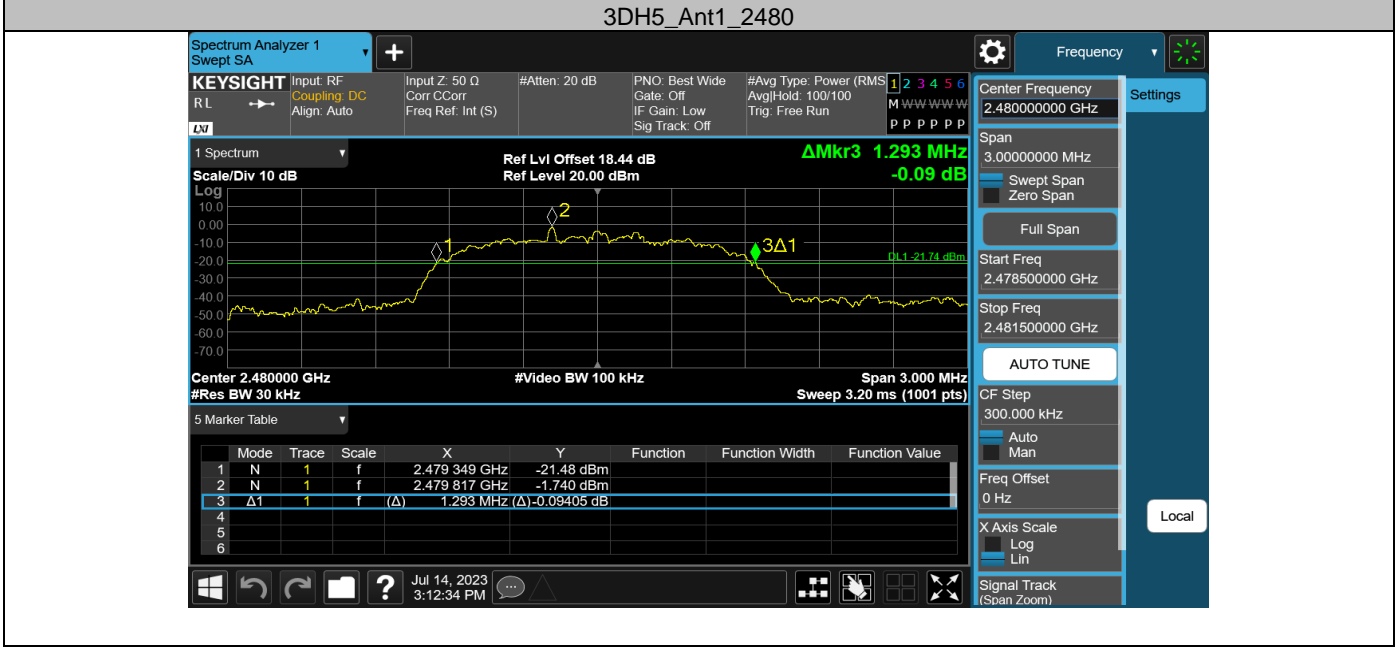 3DH5_Ant1_2480
Spectrum Analyzer 1
Swept SA
Frequency
KEYSIGHT
R L
LXI
Input: RF
Coupling: DC
Align: Auto
Input Z: 50 Ω
Corr CCorr
Freq Ref: Int (S)
#Atten: 20 dB
PNO: Best Wide
Gate: Off
IF Gain: Low
Sig Track: Off
#Avg Type: Power (RMS
Avg|Hold: 100/100
Trig: Free Run
1 2 3 4 5 6
M W W W W W
P P P P P P
1 Spectrum
Scale/Div 10 dB
Ref Lvl Offset 18.44 dB
Ref Level 20.00 dBm
ΔMkr3 1.293 MHz
-0.09 dB
Log
10.0
0.00
-10.0
-20.0
-30.0
-40.0
-50.0
-60.0
-70.0
1
2
3Δ1
DL1 -21.74 dBm
Center 2.480000 GHz
#Video BW 100 kHz
Span 3.000 MHz
#Res BW 30 kHz
Sweep 3.20 ms (1001 pts)
5 Marker Table
Mode Trace Scale X Y Function Function Width Function Value
1 N 1 f 2.479 349 GHz -21.48 dBm
2 N 1 f 2.479 817 GHz -1.740 dBm
3 Δ1 1 f (Δ) 1.293 MHz (Δ) -0.09405 dB
4
5
6
Jul 14, 2023
3:12:34 PM
Center Frequency
2.480000000 GHz
Span
3.00000000 MHz
Swept Span
Zero Span
Full Span
Start Freq
2.478500000 GHz
Stop Freq
2.481500000 GHz
AUTO TUNE
CF Step
300.000 kHz
Auto
Man
Freq Offset
0 Hz
X Axis Scale
Log
Lin
Signal Track
(Span Zoom)
Settings
Local